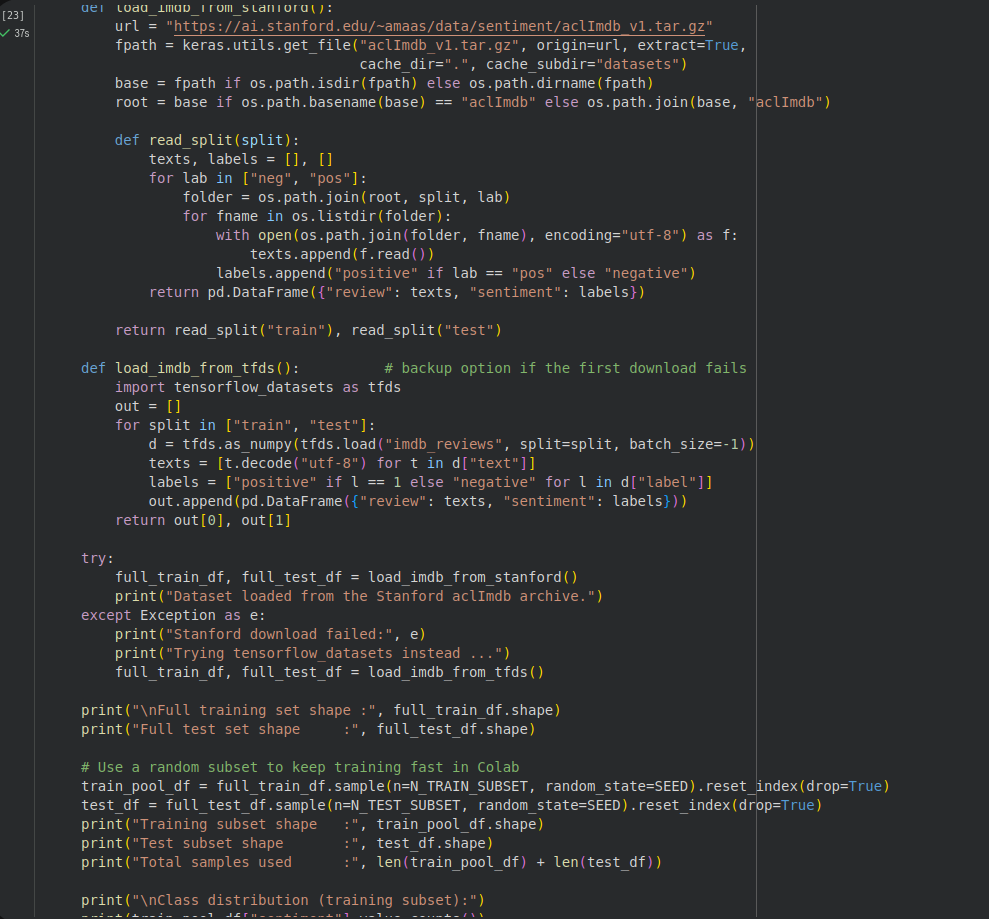 [23]
37s
def load_imdb_from_stanford():
    url = "https://ai.stanford.edu/~amaas/data/sentiment/aclImdb_v1.tar.gz"
    fpath = keras.utils.get_file("aclImdb_v1.tar.gz", origin=url, extract=True,
                                 cache_dir=".", cache_subdir="datasets")
    base = fpath if os.path.isdir(fpath) else os.path.dirname(fpath)
    root = base if os.path.basename(base) == "aclImdb" else os.path.join(base, "aclImdb")

    def read_split(split):
        texts, labels = [], []
        for lab in ["neg", "pos"]:
            folder = os.path.join(root, split, lab)
            for fname in os.listdir(folder):
                with open(os.path.join(folder, fname), encoding="utf-8") as f:
                    texts.append(f.read())
                labels.append("positive" if lab == "pos" else "negative")
        return pd.DataFrame({"review": texts, "sentiment": labels})

    return read_split("train"), read_split("test")

def load_imdb_from_tfds():          # backup option if the first download fails
    import tensorflow_datasets as tfds
    out = []
    for split in ["train", "test"]:
        d = tfds.as_numpy(tfds.load("imdb_reviews", split=split, batch_size=-1))
        texts = [t.decode("utf-8") for t in d["text"]]
        labels = ["positive" if l == 1 else "negative" for l in d["label"]]
        out.append(pd.DataFrame({"review": texts, "sentiment": labels}))
    return out[0], out[1]

try:
    full_train_df, full_test_df = load_imdb_from_stanford()
    print("Dataset loaded from the Stanford aclImdb archive.")
except Exception as e:
    print("Stanford download failed:", e)
    print("Trying tensorflow_datasets instead ...")
    full_train_df, full_test_df = load_imdb_from_tfds()

print("\nFull training set shape :", full_train_df.shape)
print("Full test set shape     :", full_test_df.shape)

# Use a random subset to keep training fast in Colab
train_pool_df = full_train_df.sample(n=N_TRAIN_SUBSET, random_state=SEED).reset_index(drop=True)
test_df = full_test_df.sample(n=N_TEST_SUBSET, random_state=SEED).reset_index(drop=True)
print("Training subset shape   :", train_pool_df.shape)
print("Test subset shape       :", test_df.shape)
print("Total samples used      :", len(train_pool_df) + len(test_df))

print("\nClass distribution (training subset):")
print(train_pool_df["sentiment"].value_counts())